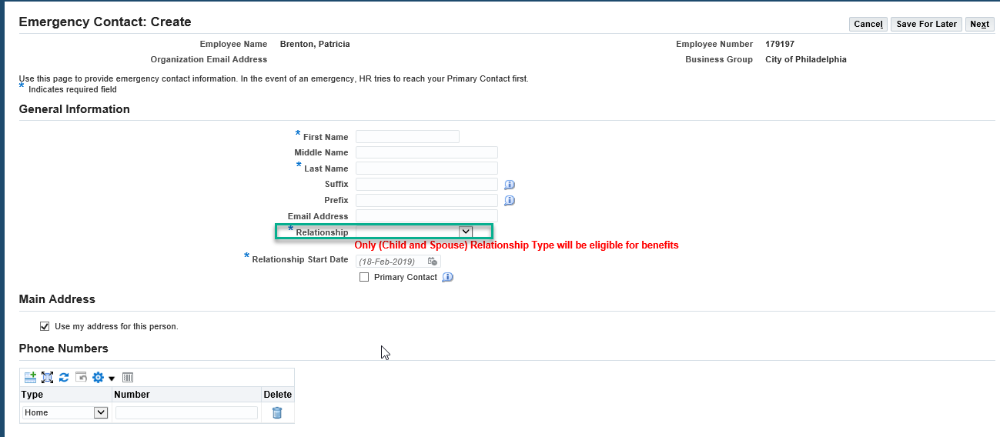 Emergency Contact: Create
Cancel Save For Later Next
Employee Name Brenton, Patricia Employee Number 179197
Organization Email Address Business Group City of Philadelphia
Use this page to provide emergency contact information. In the event of an emergency, HR tries to reach your Primary Contact first.
* Indicates required field
General Information
* First Name
Middle Name
* Last Name
Suffix
Prefix
Email Address
* Relationship
Only (Child and Spouse) Relationship Type will be eligible for benefits
* Relationship Start Date (18-Feb-2019)
Primary Contact
Main Address
Use my address for this person.
Phone Numbers
Type Number Delete
Home